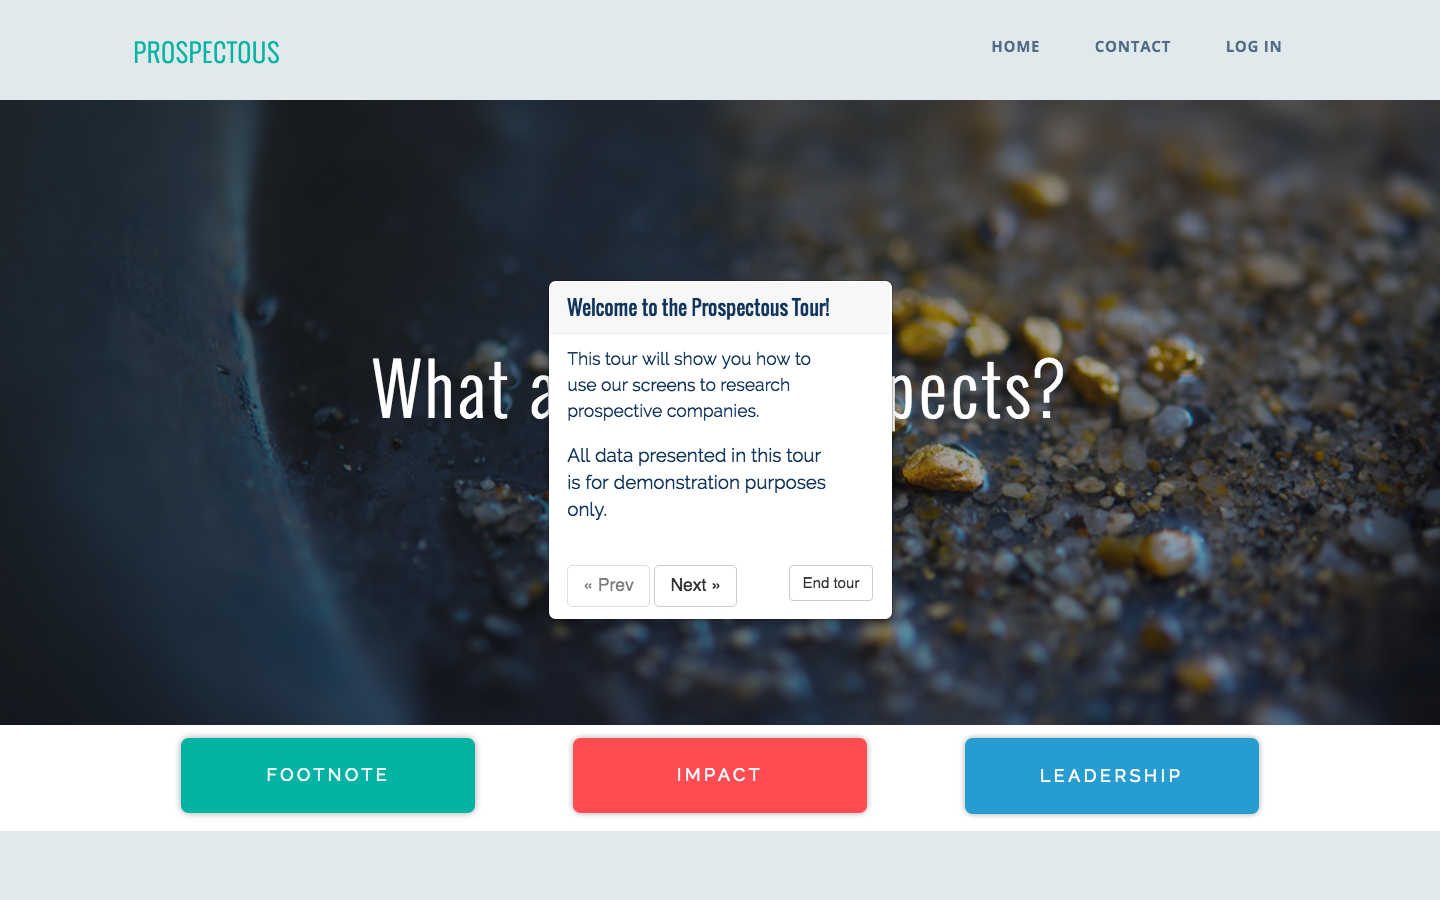 PROSPECTOUS
HOME CONTACT LOG IN
Welcome to the Prospectous Tour!
This tour will show you how to
use our screens to research
prospective companies.
What a pects?
All data presented in this tour
is for demonstration purposes
only.
« Prev Next » End tour
FOOTNOTE IMPACT LEADERSHIP